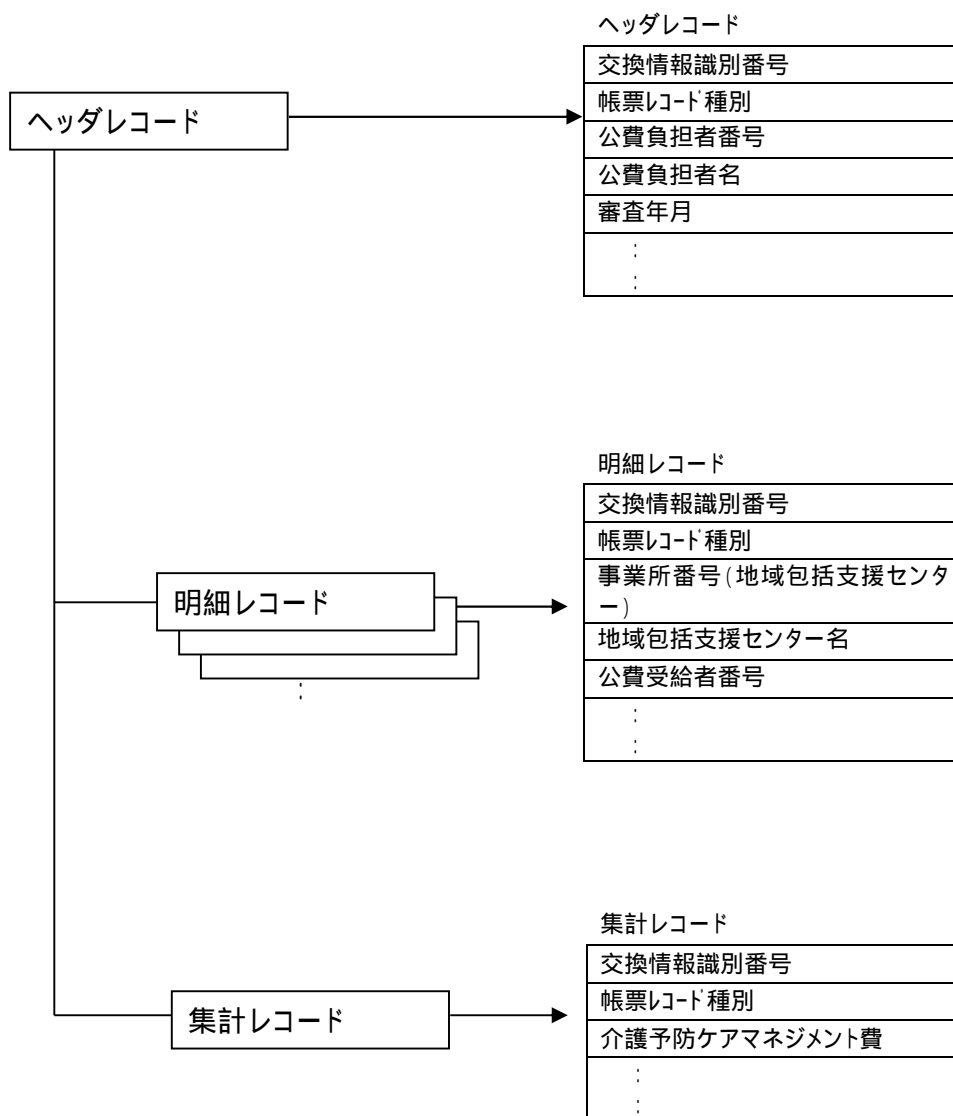 ヘッダレコード
交換情報識別番号
帳票ﾚｺｰﾄﾞ種別
公費負担者番号
公費負担者名
審査年月
:
:
ヘッダレコード
明細レコード
交換情報識別番号
帳票ﾚｺｰﾄﾞ種別
事業所番号(地域包括支援センタ
ー)
地域包括支援センター名
公費受給者番号
:
:
明細レコード
:
集計レコード
交換情報識別番号
帳票ﾚｺｰﾄﾞ種別
介護予防ケアマネジメント費
:
:
集計レコード